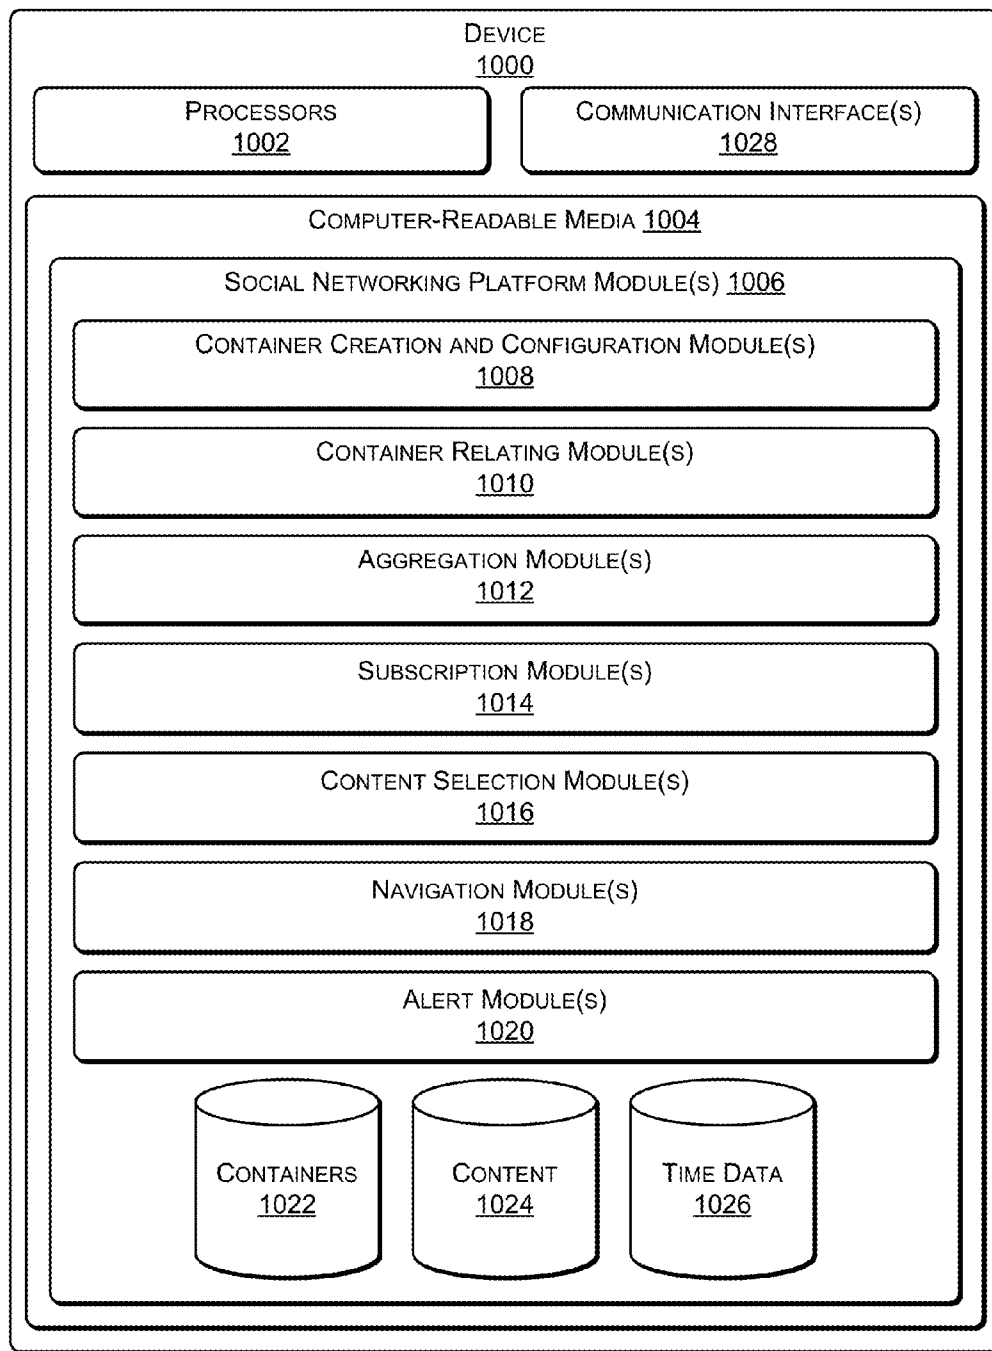 DEVICE
1000
PROCESSORS
1002
COMMUNICATION INTERFACE(S)
1028
COMPUTER-READABLE MEDIA 1004
SOCIAL NETWORKING PLATFORM MODULE(S) 1006
CONTAINER CREATION AND CONFIGURATION MODULE(S)
1008
CONTAINER RELATING MODULE(S)
1010
AGGREGATION MODULE(S)
1012
SUBSCRIPTION MODULE(S)
1014
CONTENT SELECTION MODULE(S)
1016
NAVIGATION MODULE(S)
1018
ALERT MODULE(S)
1020
CONTAINERS
1022
CONTENT
1024
TIME DATA
1026